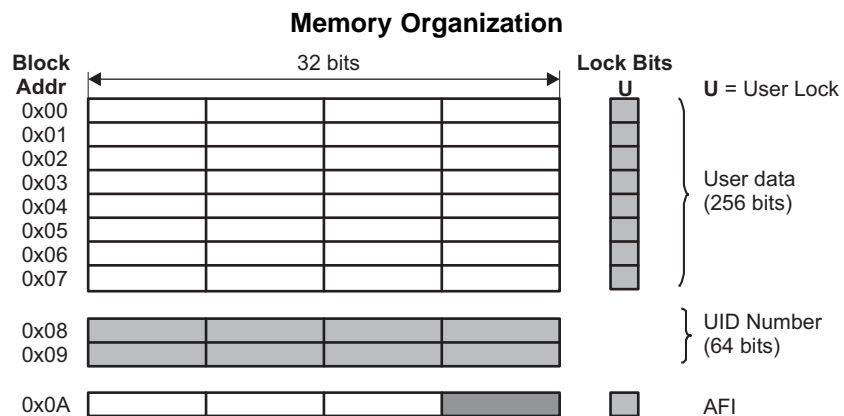 Memory Organization
Block Addr 32 bits Lock Bits
U U = User Lock
0x00
0x01
0x02
0x03 User data
0x04 (256 bits)
0x05
0x06
0x07
0x08 UID Number
0x09 (64 bits)
0x0A AFI